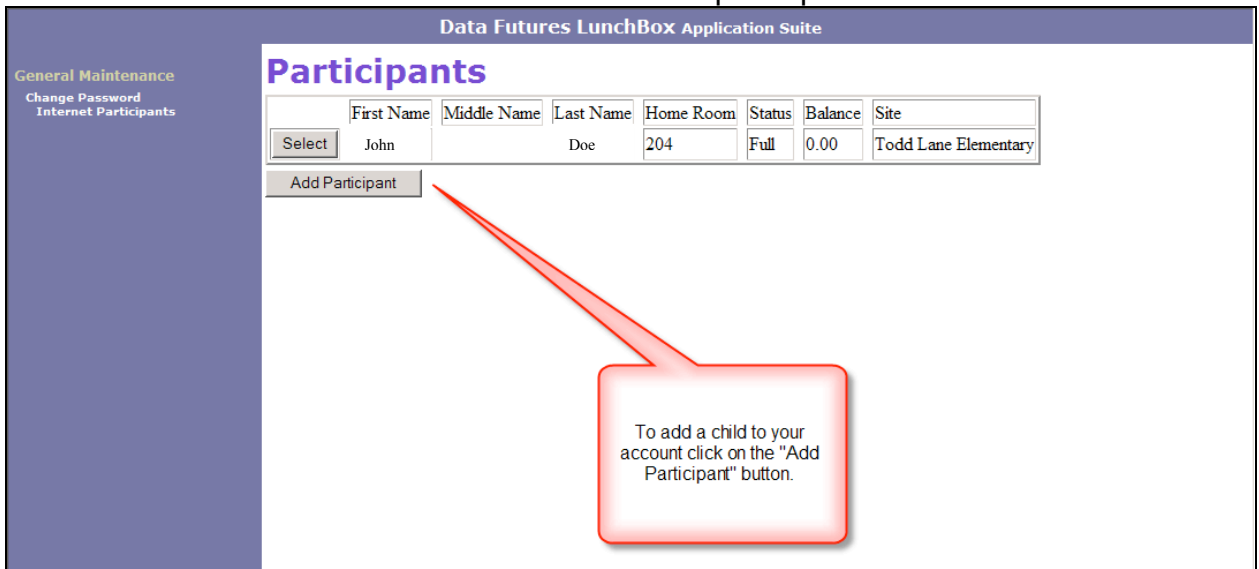 Data Futures LunchBox Application Suite
General Maintenance
Change Password
Internet Participants
Participants
First Name Middle Name Last Name Home Room Status Balance Site
Select John Doe 204 Full 0.00 Todd Lane Elementary
Add Participant
To add a child to your
account click on the "Add
Participant" button.